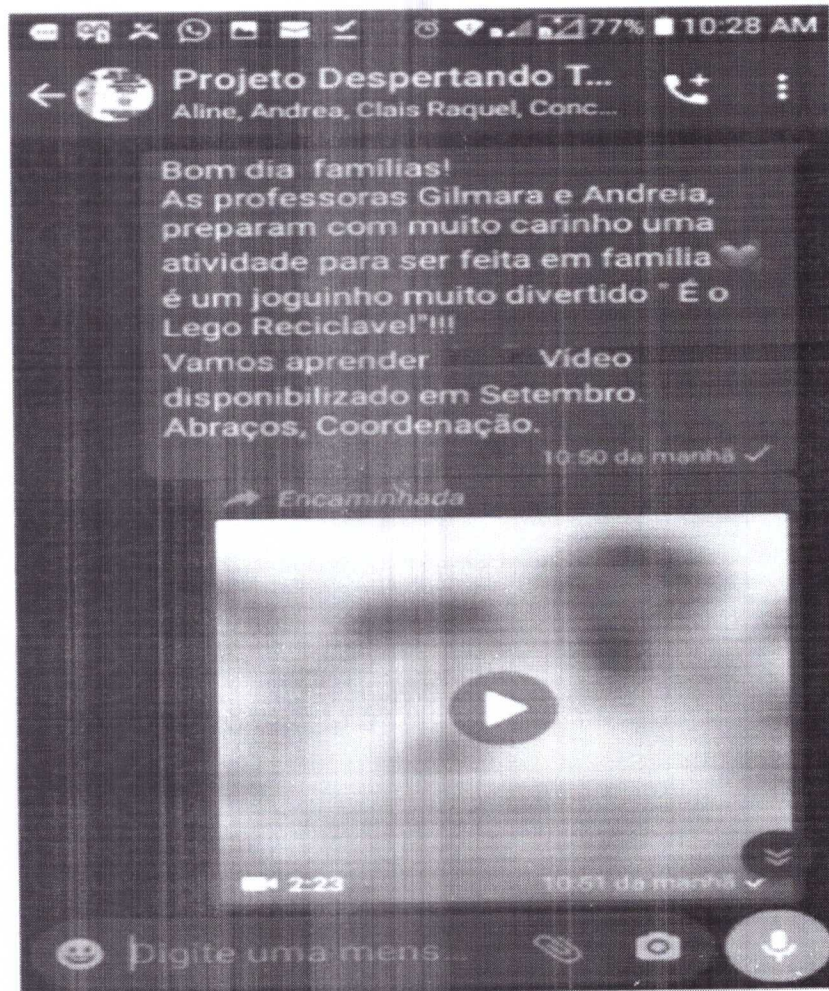 77% 10:28 AM
Projeto Despertando T...
Aline, Andrea, Clais Raquel, Conc...
Bom dia famílias!
As professoras Gilmara e Andreia,
preparam com muito carinho uma
atividade para ser feita em família
é um joguinho muito divertido " É o
Lego Reciclavel"!!!
Vamos aprender Vídeo
disponibilizado em Setembro.
Abraços, Coordenação.
10:50 da manhã
Encaminhada
2:23 10:51 da manhã
Digite uma mens...